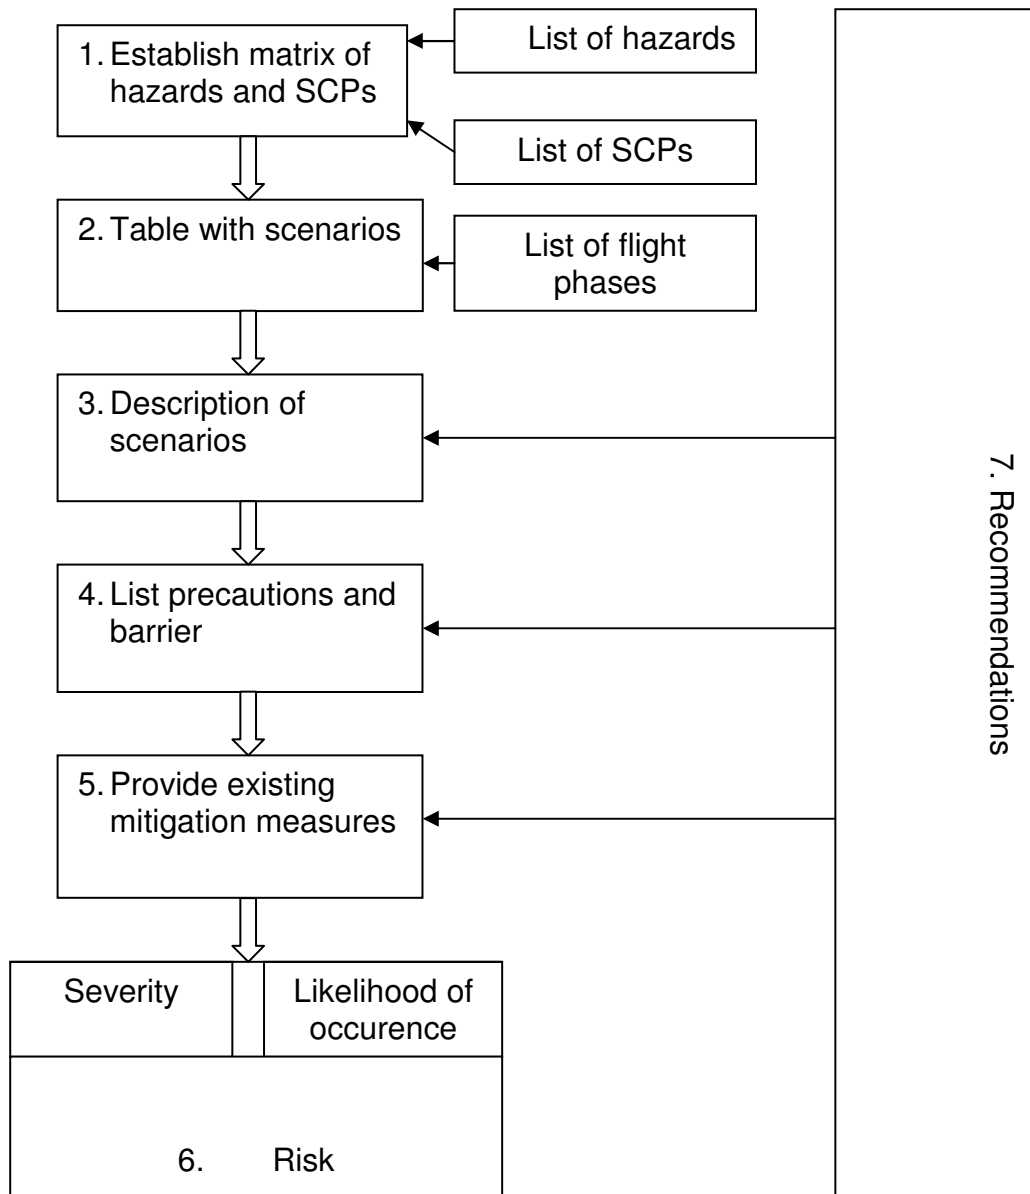 1. Establish matrix of
hazards and SCPs
List of hazards
List of SCPs
2. Table with scenarios
List of flight
phases
3. Description of
scenarios
4. List precautions and
barrier
5. Provide existing
mitigation measures
Severity
Likelihood of
occurence
6. Risk
7. Recommendations